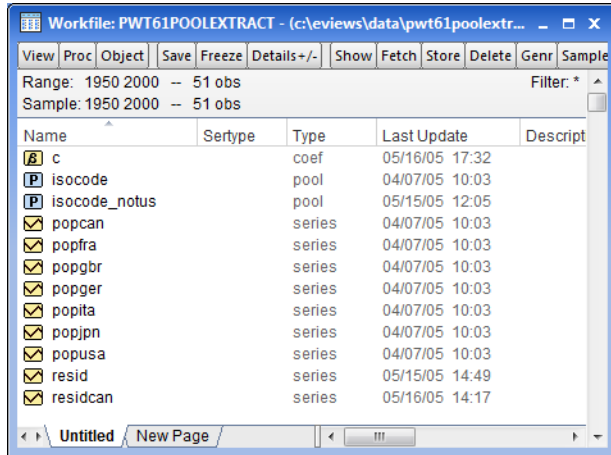 Workfile: PWT61POOLEXTRACT - (c:\eviews\data\pwt61poolextr...
View Proc Object Save Freeze Details+/- Show Fetch Store Delete Genr Sample
Range: 1950 2000 -- 51 obs Filter: *
Sample: 1950 2000 -- 51 obs
Name Sertype Type Last Update Descript
β c coef 05/16/05 17:32
P isocode pool 04/07/05 10:03
P isocode_notus pool 05/15/05 12:05
popcan series 04/07/05 10:03
popfra series 04/07/05 10:03
popgbr series 04/07/05 10:03
popger series 04/07/05 10:03
popita series 04/07/05 10:03
popjpn series 04/07/05 10:03
popusa series 04/07/05 10:03
resid series 05/15/05 14:49
residcan series 05/16/05 14:17
Untitled New Page